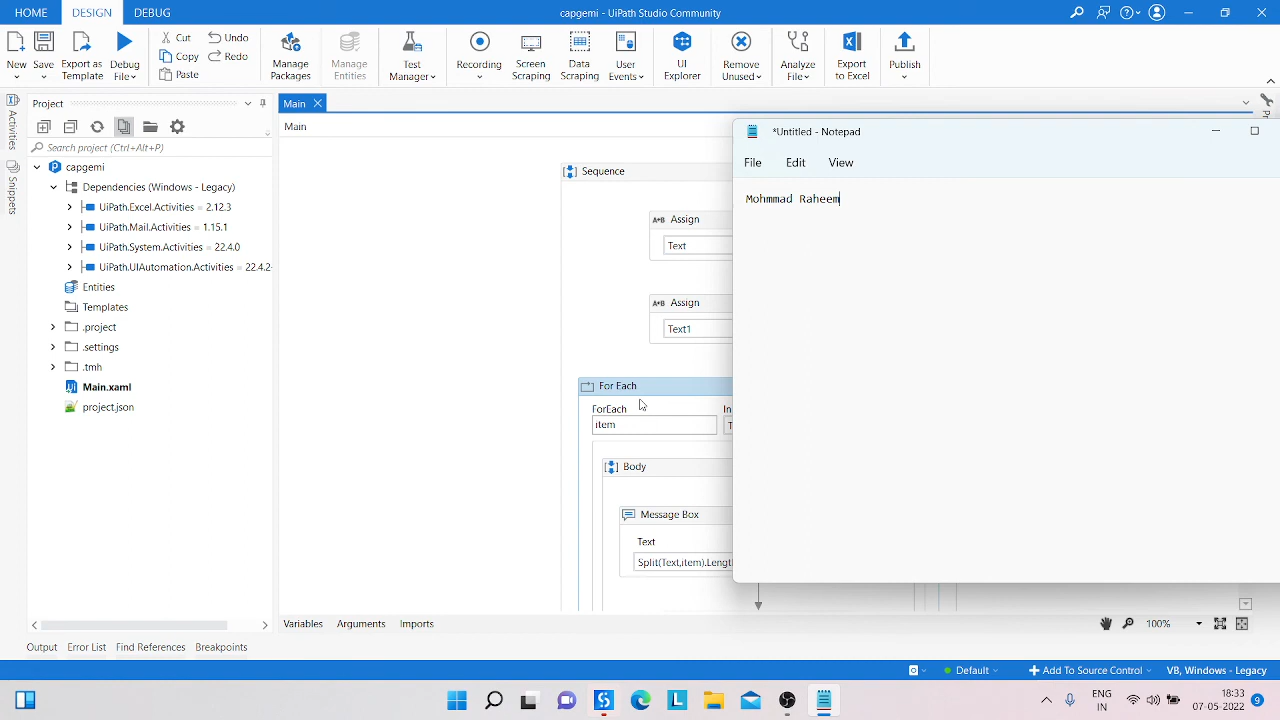 HOME DESIGN DEBUG
capgemi - UiPath Studio Community
New Save Export as Template Debug File
Cut Copy Paste Undo Redo
Manage Packages Manage Entities Test Manager Recording Screen Scraping Data Scraping User Events UI Explorer Remove Unused Analyze File Export to Excel Publish
Activities
Snippets
Project
Search project (Ctrl+Alt+P)
capgemi
Dependencies (Windows - Legacy)
UiPath.Excel.Activities = 2.12.3
UiPath.Mail.Activities = 1.15.1
UiPath.System.Activities = 22.4.0
UiPath.UIAutomation.Activities = 22.4.2
Entities
Templates
.project
.settings
.tmh
Main.xaml
project.json
Main
Main
Sequence
A+B Assign
Text
A+B Assign
Text1
For Each
ForEach In
item T
Body
Message Box
Text
Split(Text,item).Length
*Untitled - Notepad
File Edit View
Mohmmad Raheem
Variables Arguments Imports
100%
Output Error List Find References Breakpoints
Default Add To Source Control VB, Windows - Legacy
ENG
IN
18:33
07-05-2022
9